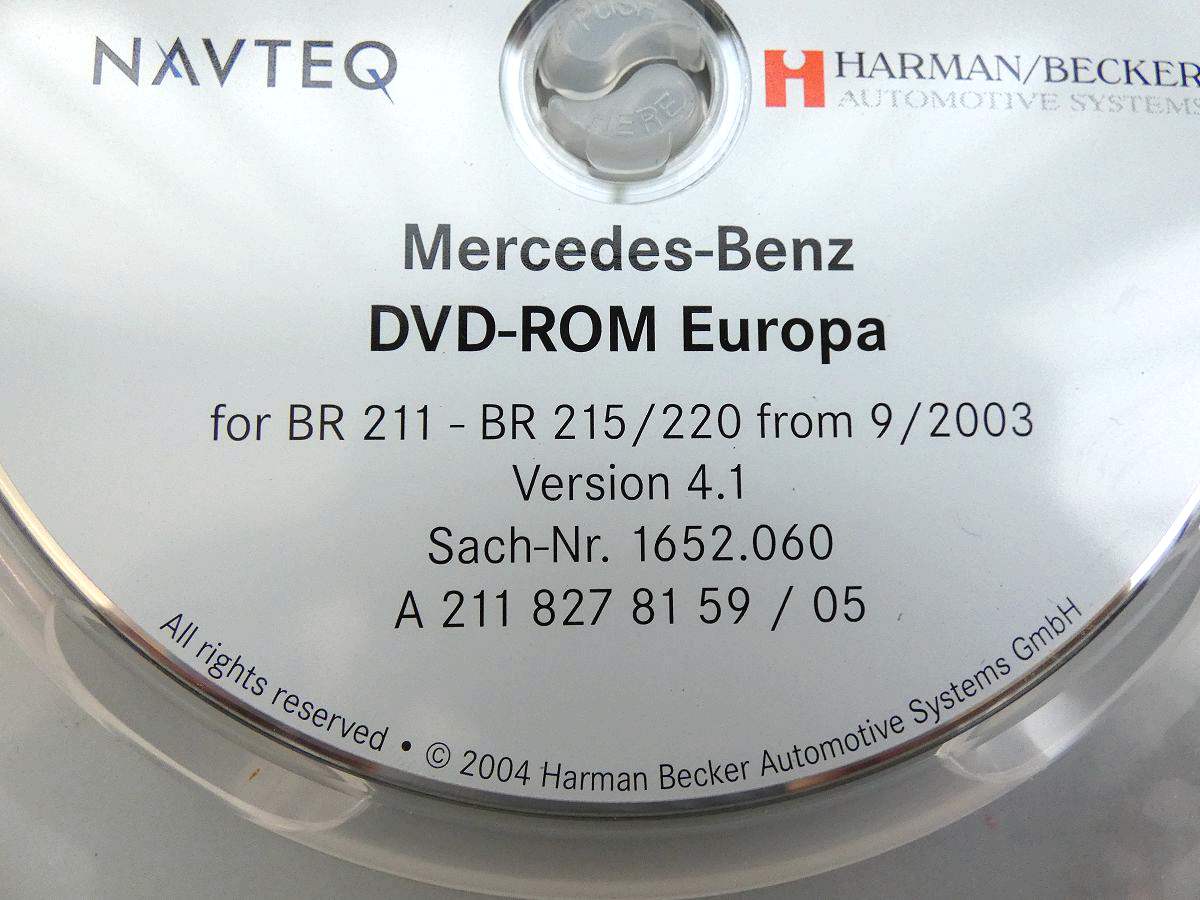 PUSH
HERE
NAVTEQ
HARMAN/BECKER
AUTOMOTIVE SYSTEMS
Mercedes-Benz
DVD-ROM Europa
for BR 211 - BR 215/220 from 9/2003
Version 4.1
Sach-Nr. 1652.060
A 211 827 81 59 / 05
All rights reserved • © 2004 Harman Becker Automotive Systems GmbH